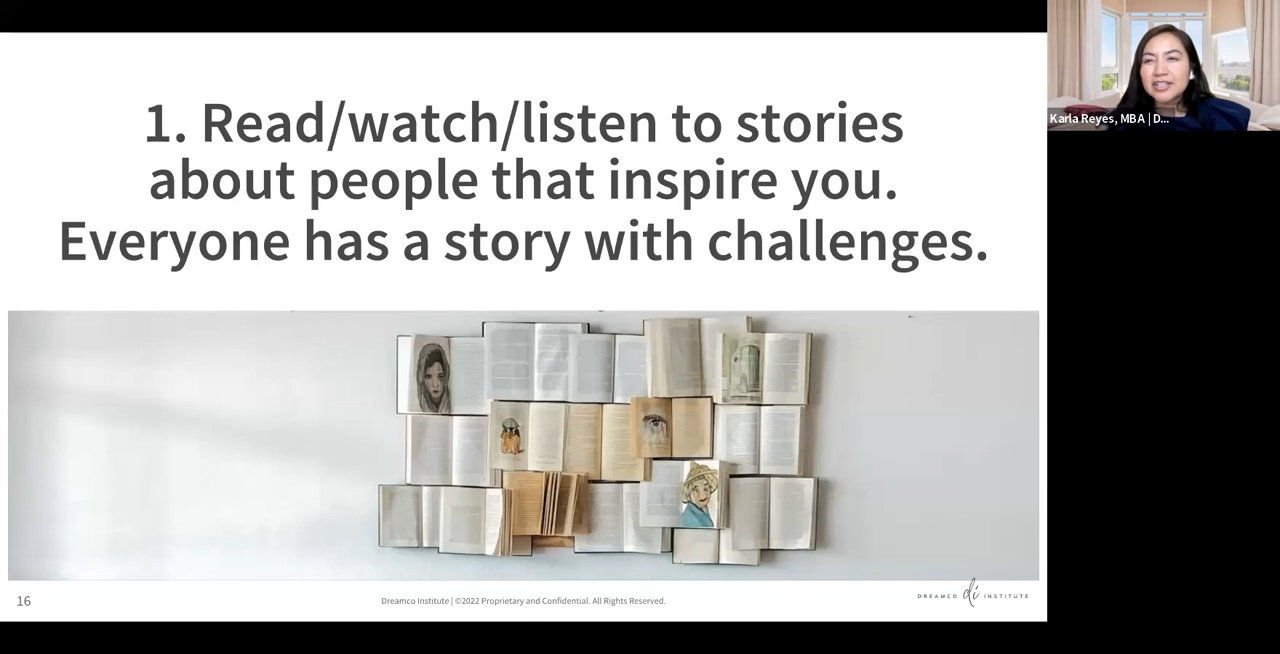 1. Read/watch/listen to stories
about people that inspire you.
Everyone has a story with challenges.
16
Dreamco Institute | ©2022 Proprietary and Confidential. All Rights Reserved.
DREAMCO di INSTITUTE
Karla Reyes, MBA | D...